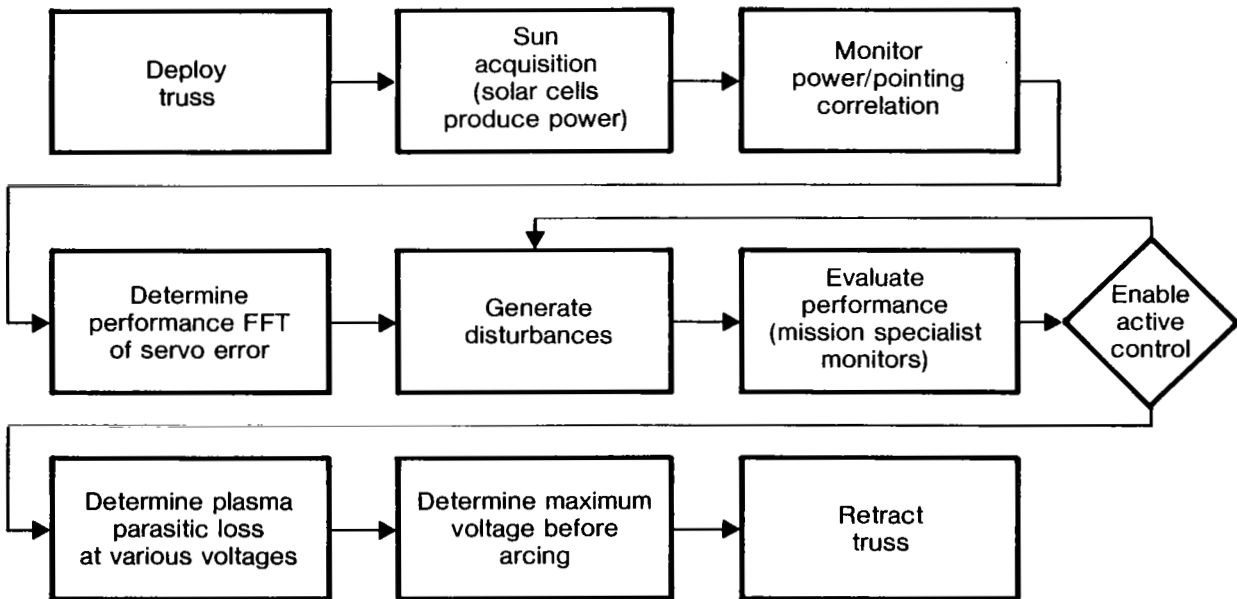 Deploy
truss
Sun
acquisition
(solar cells
produce power)
Monitor
power/pointing
correlation
Determine
performance FFT
of servo error
Generate
disturbances
Evaluate
performance
(mission specialist
monitors)
Enable
active
control
Determine plasma
parasitic loss
at various voltages
Determine maximum
voltage before
arcing
Retract
truss